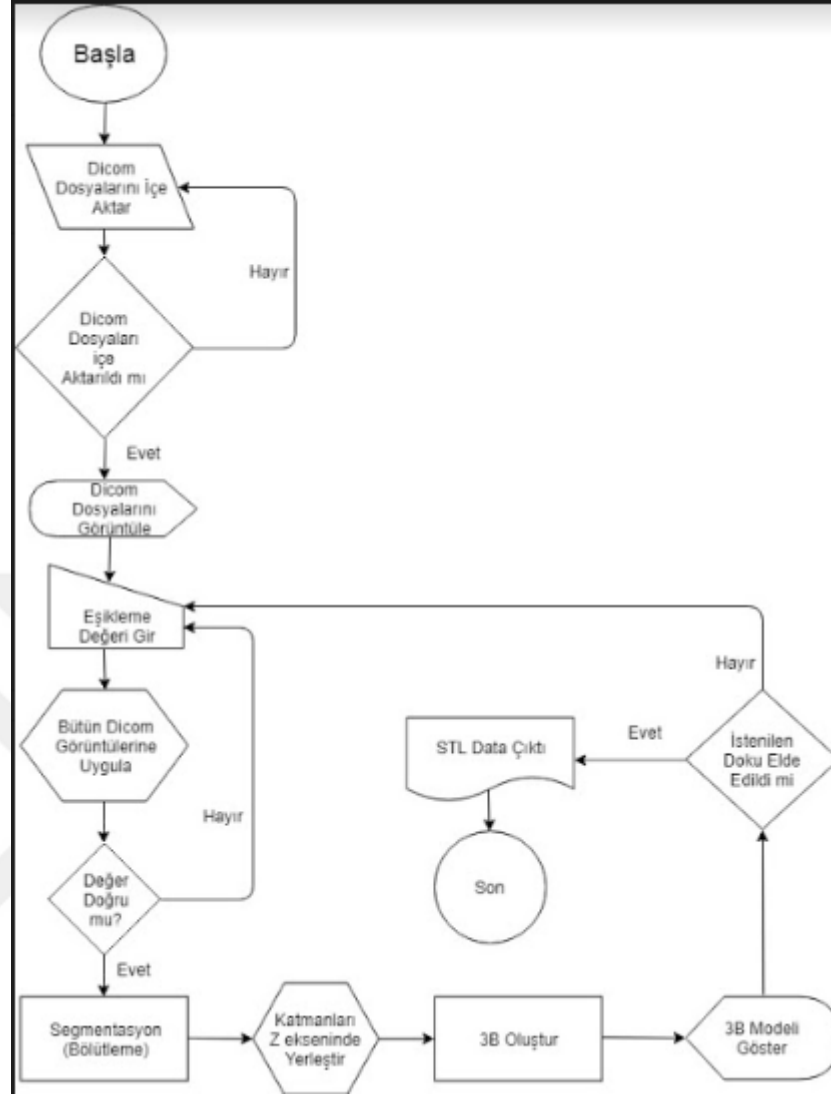 Başla
Dicom
Dosyalarını İçe
Aktar
Hayır
Dicom
Dosyaları
içe
Aktarıldı mı
Evet
Dicom
Dosyalarını
Görüntüle
Eşikleme
Değeri Gir
Bütün Dicom
Görüntülerine
Uygula
Hayır
Değer
Doğru
mu?
Evet
Segmentasyon
(Bölütleme)
Katmanları
Z ekseninde
Yerleştir
3B Oluştur
3B Modeli
Göster
İstenilen
Doku Elde
Edildi mi
Hayır
Evet
STL Data Çıktı
Son